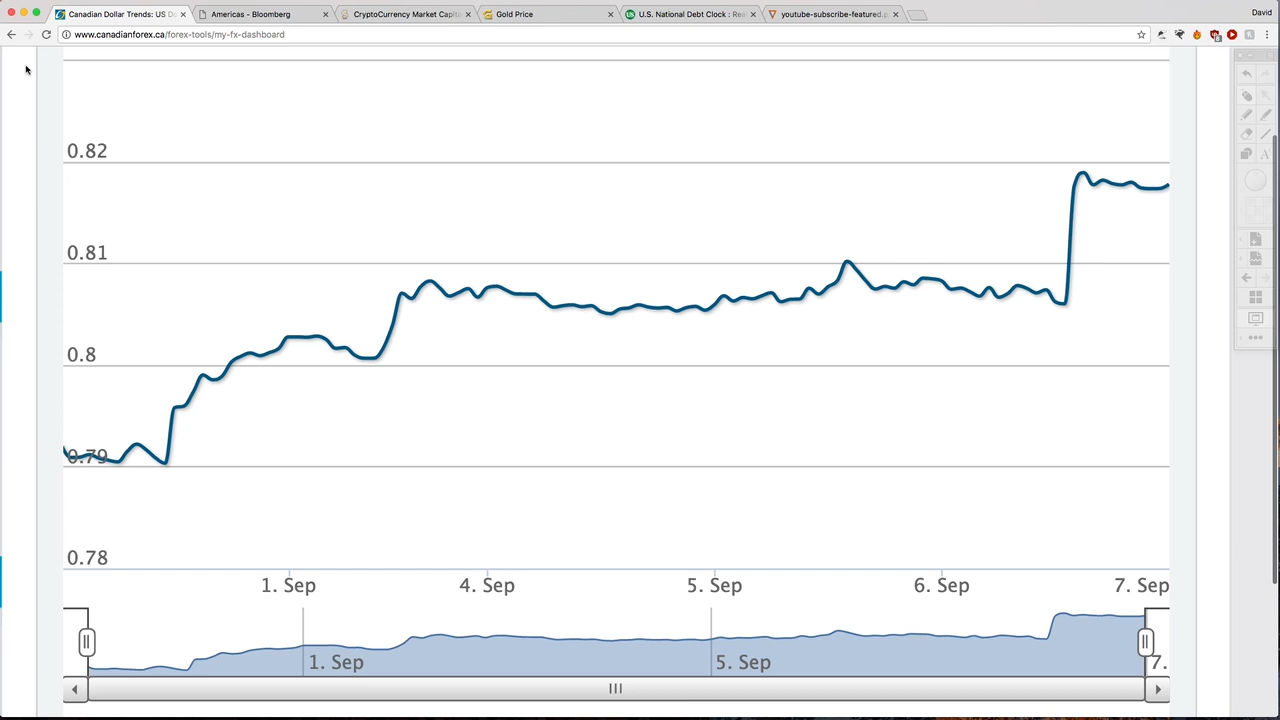 Canadian Dollar Trends: US D
Americas - Bloomberg
CryptoCurrency Market Capita
Gold Price
U.S. National Debt Clock : Rea
youtube-subscribe-featured.p
David
www.canadianforex.ca/forex-tools/my-fx-dashboard
0.82
0.81
0.8
0.79
0.78
1. Sep
4. Sep
5. Sep
6. Sep
7. Sep
1. Sep
5. Sep
7.